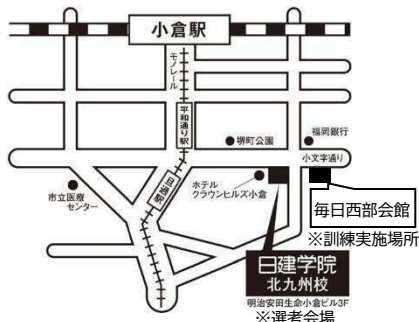 小倉駅
モノレール
平和通り駅
福岡銀行
堺町公園
小文字通り
旦過駅
ホテル
クラウンヒルズ小倉
市立医療
センター
毎日西部会館
※訓練実施場所
日建学院
北九州校
明治安田生命小倉ビル3F
※選考会場